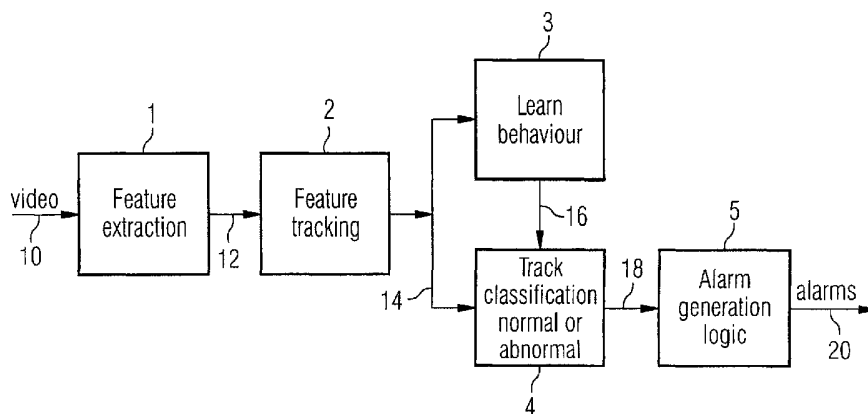 3
Learn
behaviour
1
2
video
10
Feature
extraction
12
Feature
tracking
16
14
5
Track
classification
normal or
abnormal
18
Alarm
generation
logic
alarms
20
4